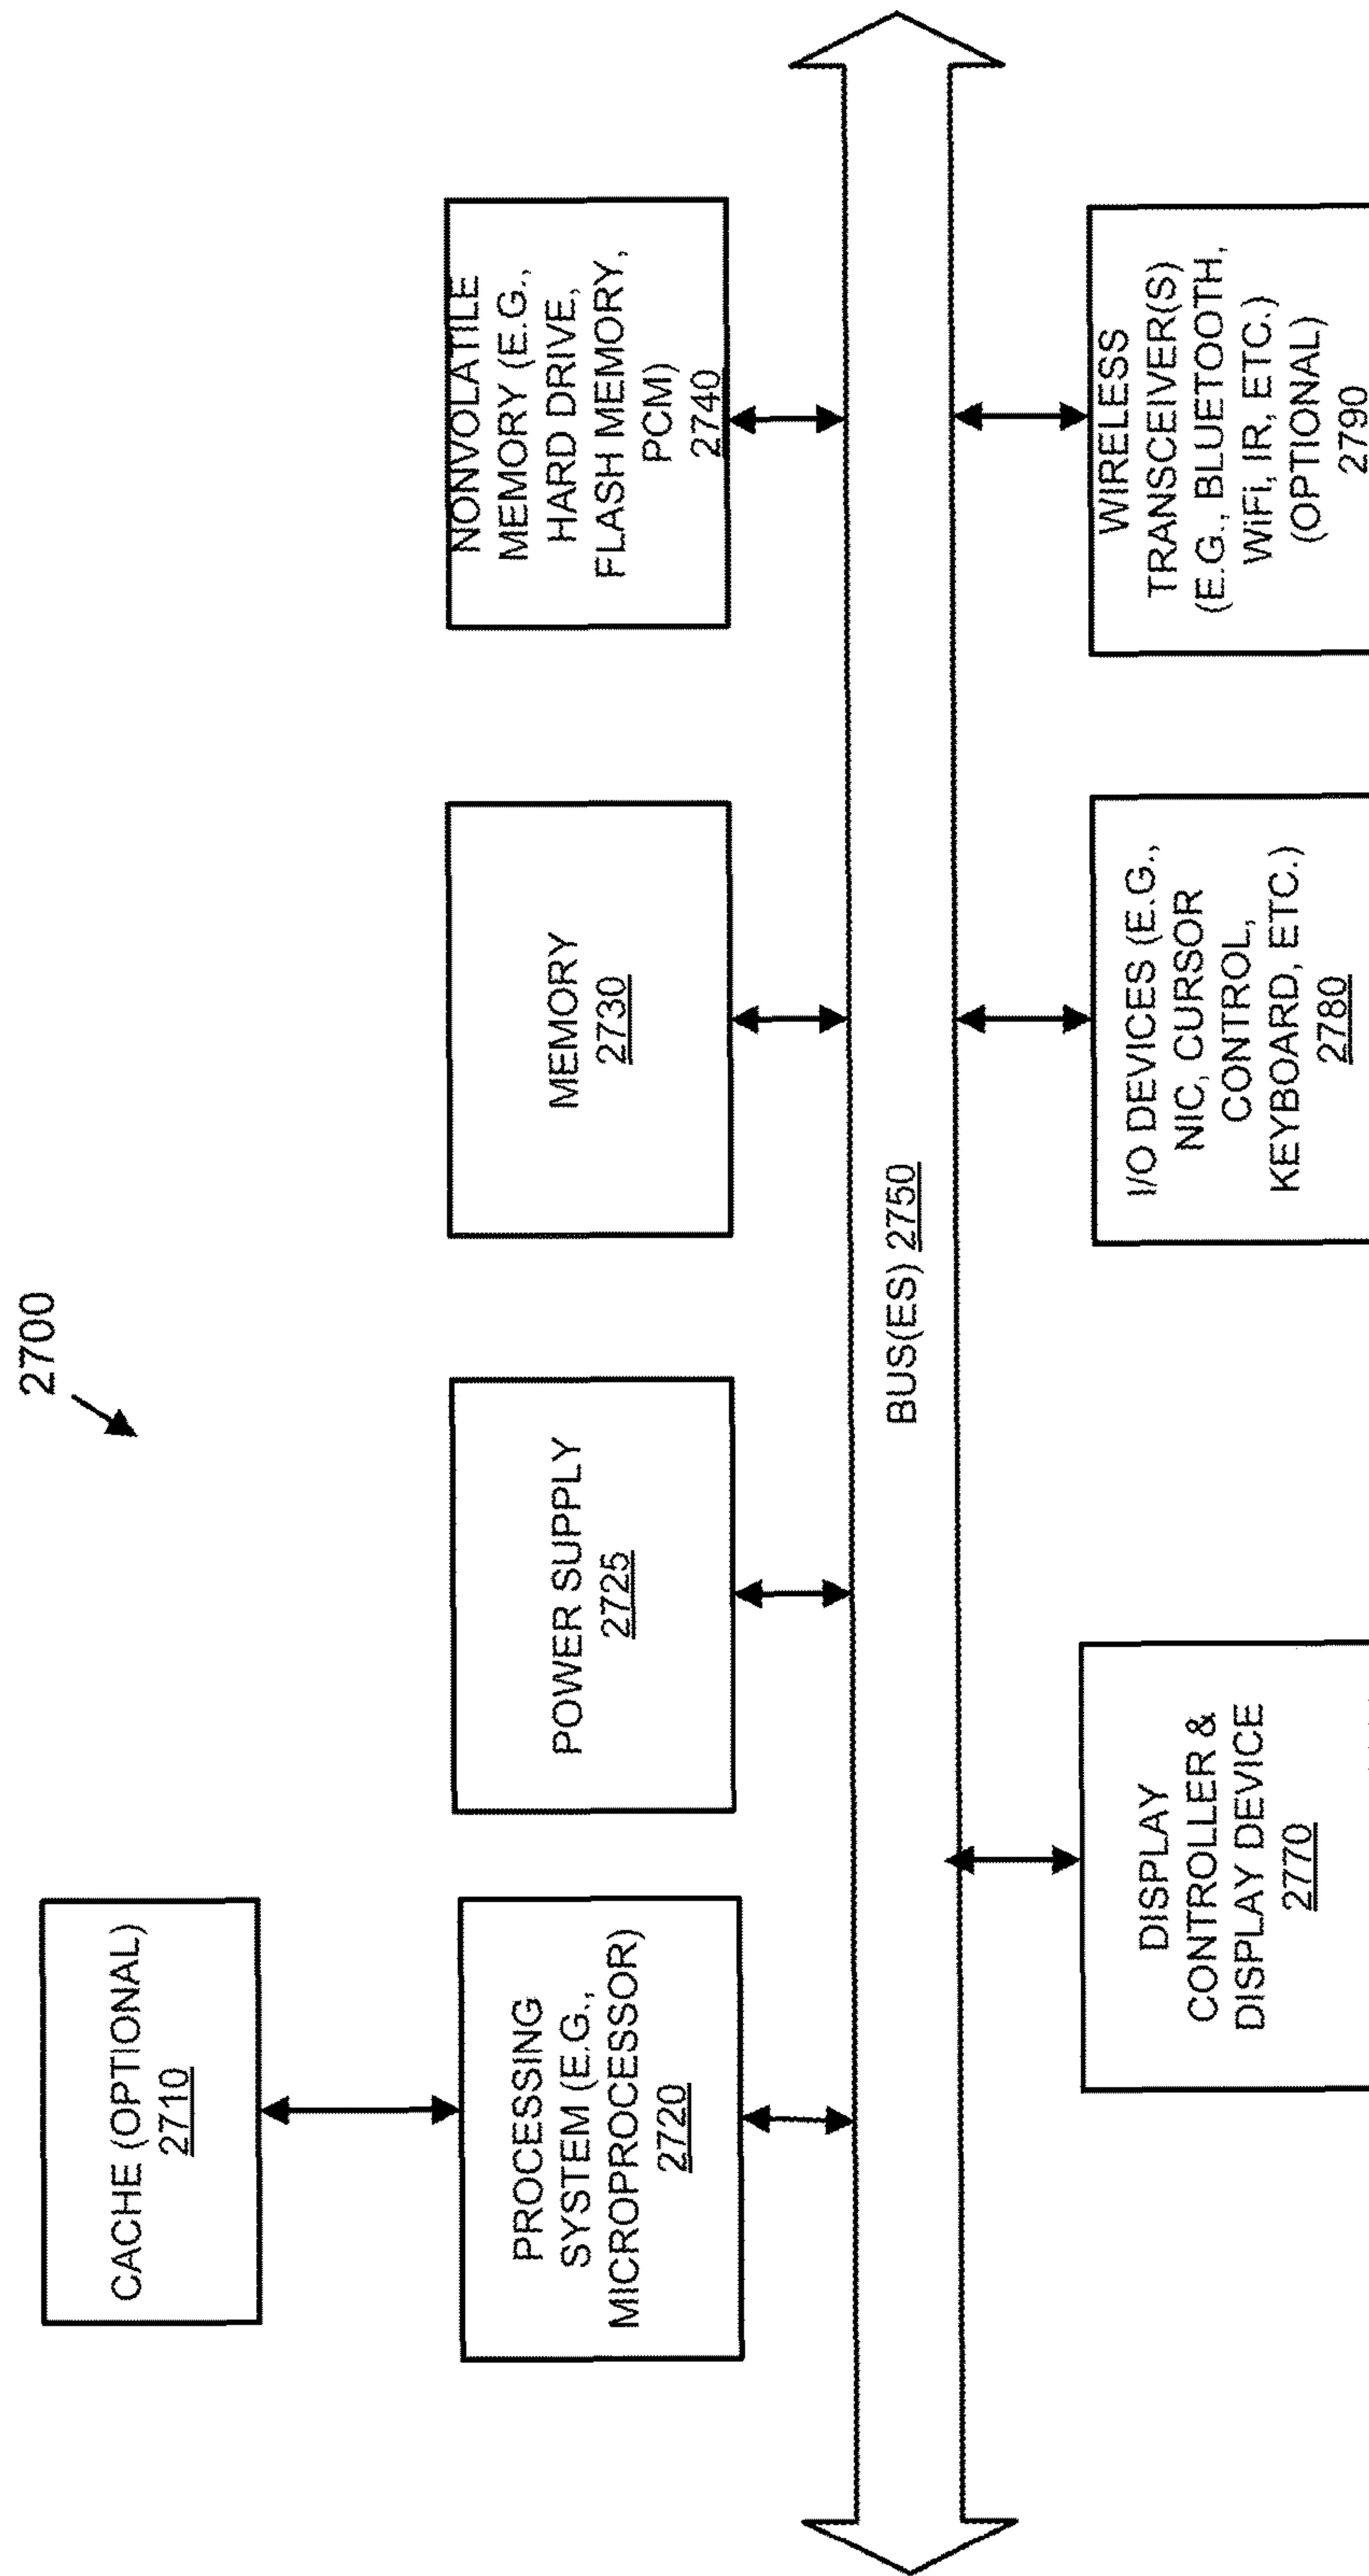 2700
CACHE (OPTIONAL)
2710
PROCESSING
SYSTEM (E.G.,
MICROPROCESSOR)
2720
POWER SUPPLY
2725
MEMORY
2730
NONVOLATILE
MEMORY (E.G.,
HARD DRIVE,
FLASH MEMORY,
PCM)
2740
BUS(ES) 2750
DISPLAY
CONTROLLER &
DISPLAY DEVICE
2770
I/O DEVICES (E.G.,
NIC, CURSOR
CONTROL,
KEYBOARD, ETC.)
2780
WIRELESS
TRANSCEIVER(S)
(E.G., BLUETOOTH,
WiFi, IR, ETC.)
(OPTIONAL)
2790